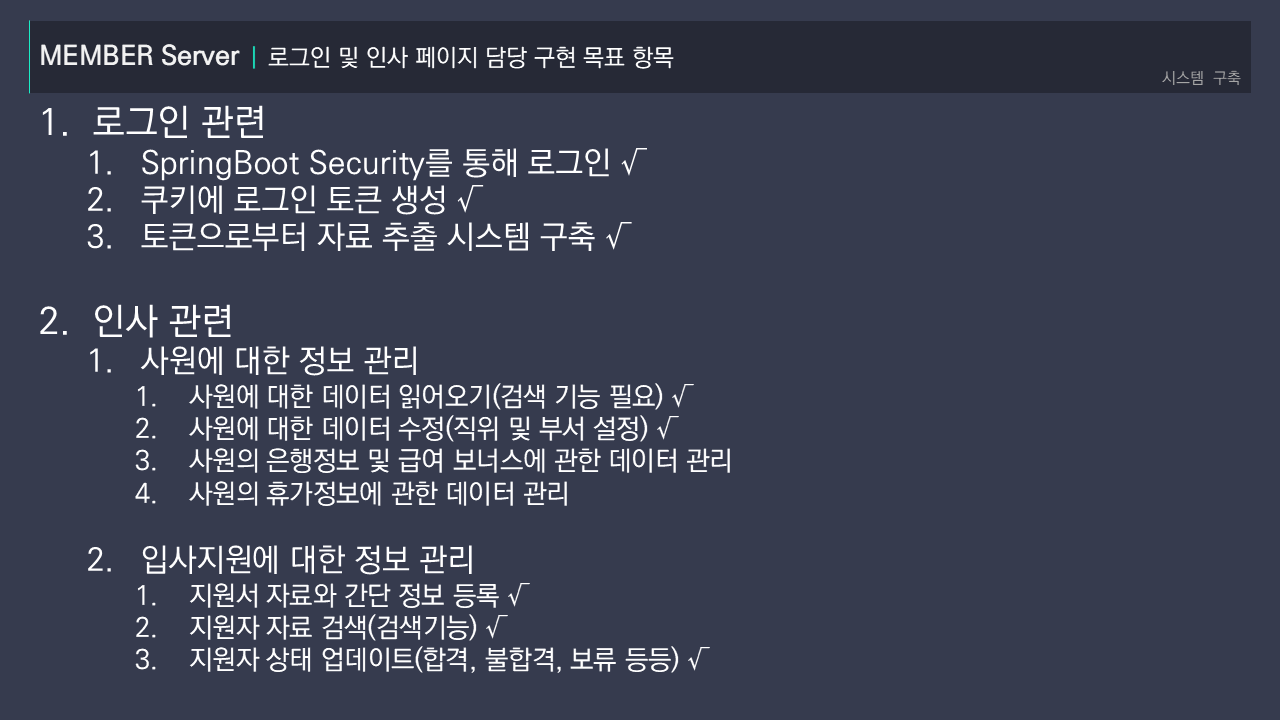 MEMBER Server | 로그인 및 인사 페이지 담당 구현 목표 항목
시스템 구축
1. 로그인 관련
1. SpringBoot Security를 통해 로그인 √
2. 쿠키에 로그인 토큰 생성 √
3. 토큰으로부터 자료 추출 시스템 구축 √
2. 인사 관련
1. 사원에 대한 정보 관리
1. 사원에 대한 데이터 읽어오기(검색 기능 필요) √
2. 사원에 대한 데이터 수정(직위 및 부서 설정) √
3. 사원의 은행정보 및 급여 보너스에 관한 데이터 관리
4. 사원의 휴가정보에 관한 데이터 관리
2. 입사지원에 대한 정보 관리
1. 지원서 자료와 간단 정보 등록 √
2. 지원자 자료 검색(검색기능) √
3. 지원자 상태 업데이트(합격, 불합격, 보류 등등) √